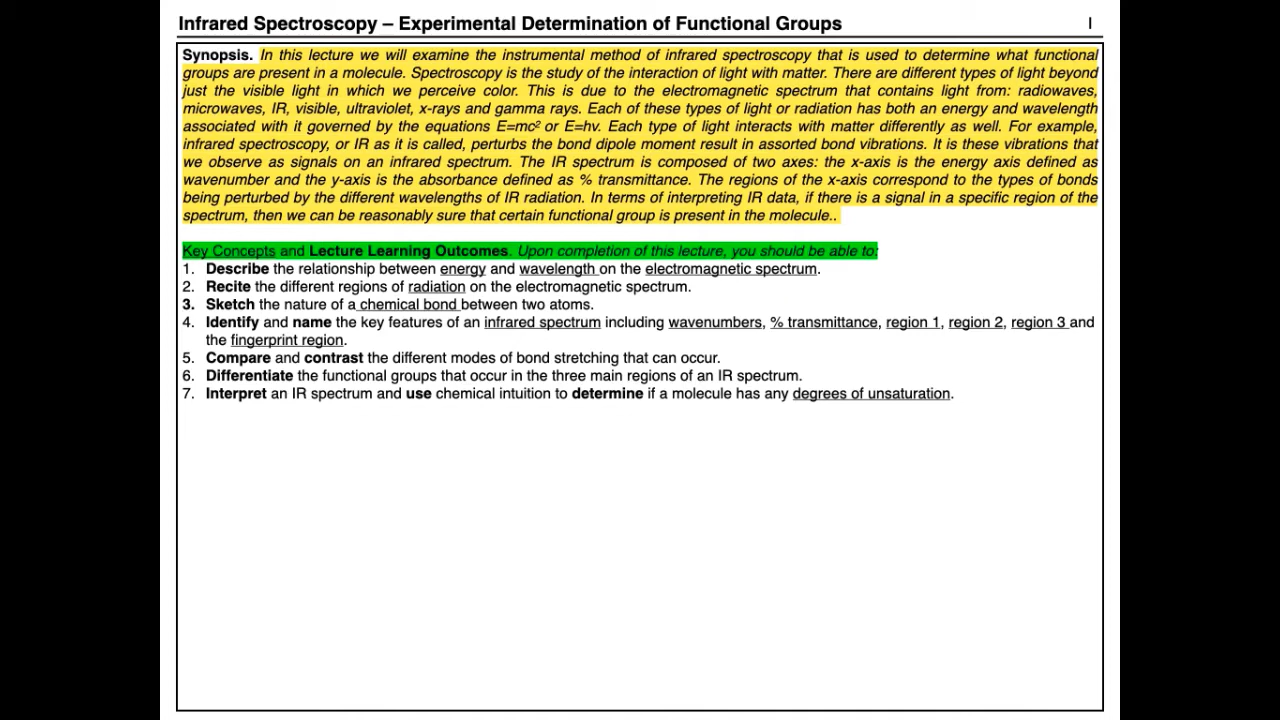 Infrared Spectroscopy – Experimental Determination of Functional Groups I
Synopsis. In this lecture we will examine the instrumental method of infrared spectroscopy that is used to determine what functional
groups are present in a molecule. Spectroscopy is the study of the interaction of light with matter. There are different types of light beyond
just the visible light in which we perceive color. This is due to the electromagnetic spectrum that contains light from: radiowaves,
microwaves, IR, visible, ultraviolet, x-rays and gamma rays. Each of these types of light or radiation has both an energy and wavelength
associated with it governed by the equations E=mc² or E=hv. Each type of light interacts with matter differently as well. For example,
infrared spectroscopy, or IR as it is called, perturbs the bond dipole moment result in assorted bond vibrations. It is these vibrations that
we observe as signals on an infrared spectrum. The IR spectrum is composed of two axes: the x-axis is the energy axis defined as
wavenumber and the y-axis is the absorbance defined as % transmittance. The regions of the x-axis correspond to the types of bonds
being perturbed by the different wavelengths of IR radiation. In terms of interpreting IR data, if there is a signal in a specific region of the
spectrum, then we can be reasonably sure that certain functional group is present in the molecule..
Key Concepts and Lecture Learning Outcomes. Upon completion of this lecture, you should be able to:
1. Describe the relationship between energy and wavelength on the electromagnetic spectrum.
2. Recite the different regions of radiation on the electromagnetic spectrum.
3. Sketch the nature of a chemical bond between two atoms.
4. Identify and name the key features of an infrared spectrum including wavenumbers, % transmittance, region 1, region 2, region 3 and
the fingerprint region.
5. Compare and contrast the different modes of bond stretching that can occur.
6. Differentiate the functional groups that occur in the three main regions of an IR spectrum.
7. Interpret an IR spectrum and use chemical intuition to determine if a molecule has any degrees of unsaturation.